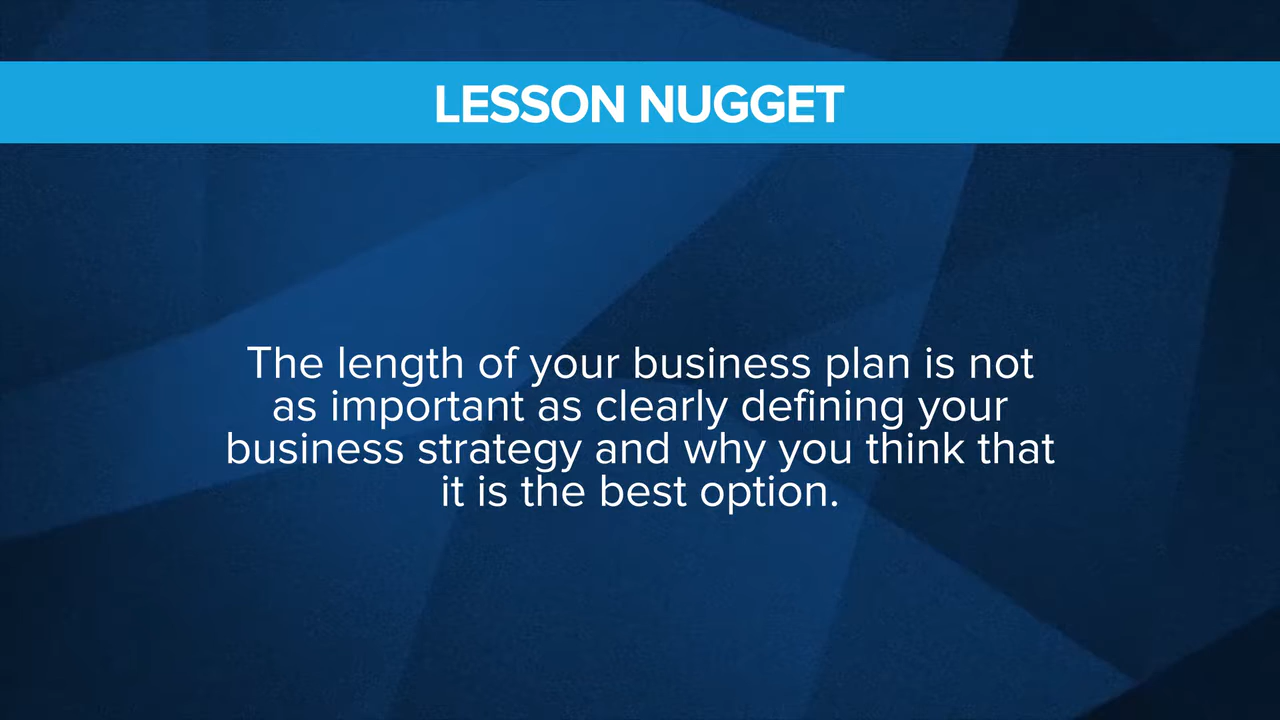 LESSON NUGGET
The length of your business plan is not
as important as clearly defining your
business strategy and why you think that
it is the best option.